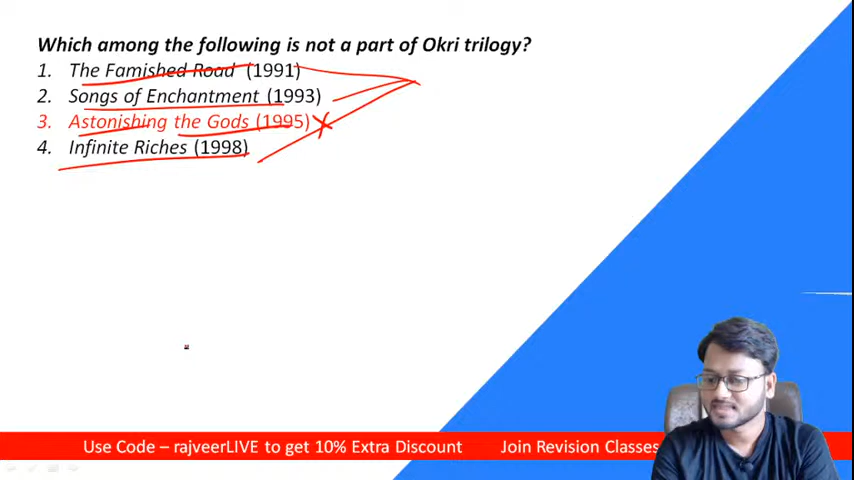 Which among the following is not a part of Okri trilogy?
1. The Famished Road (1991)
2. Songs of Enchantment (1993)
3. Astonishing the Gods (1995)
4. Infinite Riches (1998)
Use Code – rajveerLIVE to get 10% Extra Discount Join Revision Classes